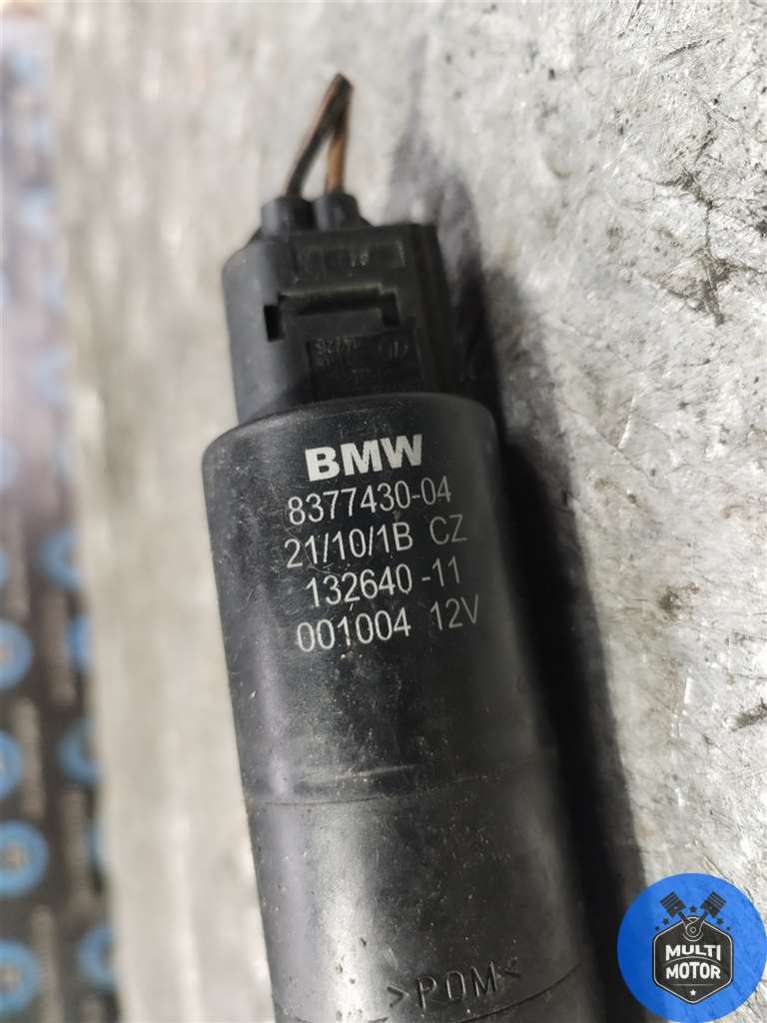 BMW
8377430-04
21/10/1B CZ
132640-11
001004 12V
>POM<
MULTI
MOTOR